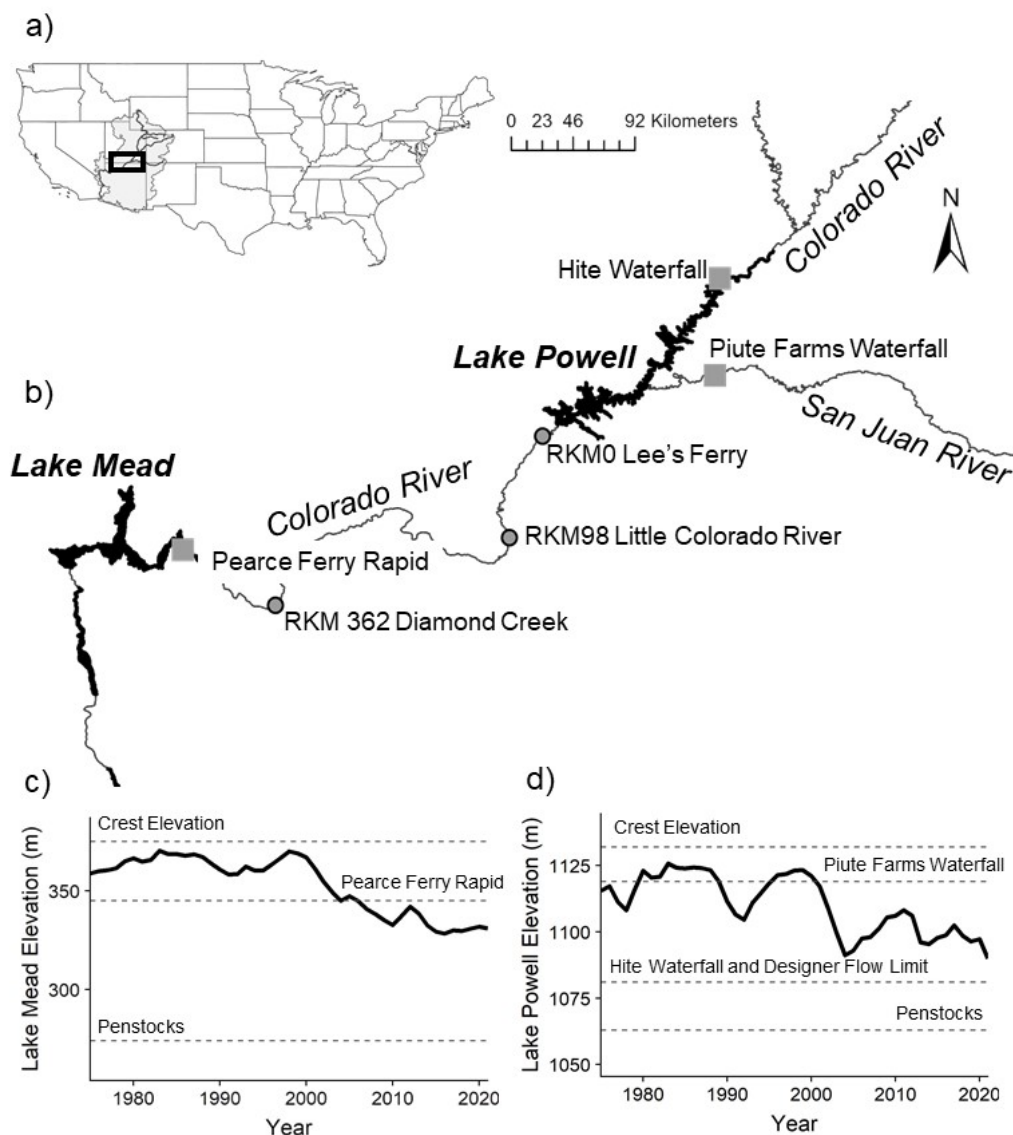 a)
0 23 46 92 Kilometers
N
Colorado River
Hite Waterfall
Lake Powell
Piute Farms Waterfall
b)
San Juan River
RKM0 Lee's Ferry
Lake Mead
Colorado River
RKM98 Little Colorado River
Pearce Ferry Rapid
RKM 362 Diamond Creek
c)
Crest Elevation
Pearce Ferry Rapid
Penstocks
Lake Mead Elevation (m)
350
300
1980 1990 2000 2010 2020
Year
d)
Crest Elevation
Piute Farms Waterfall
Hite Waterfall and Designer Flow Limit
Penstocks
Lake Powell Elevation (m)
1125
1100
1075
1050
1980 1990 2000 2010 2020
Year